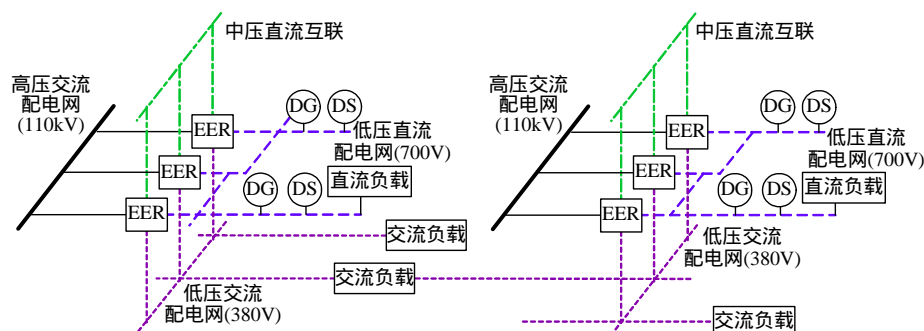 中压直流互联
高压交流
配电网
(110kV)
EER
EER
EER
DG
DS
低压直流
配电网(700V)
DG
DS
直流负载
交流负载
交流负载
低压交流
配电网(380V)
中压直流互联
高压交流
配电网
(110kV)
EER
EER
EER
DG
DS
低压直流
配电网(700V)
DG
DS
直流负载
低压交流
配电网(380V)
交流负载